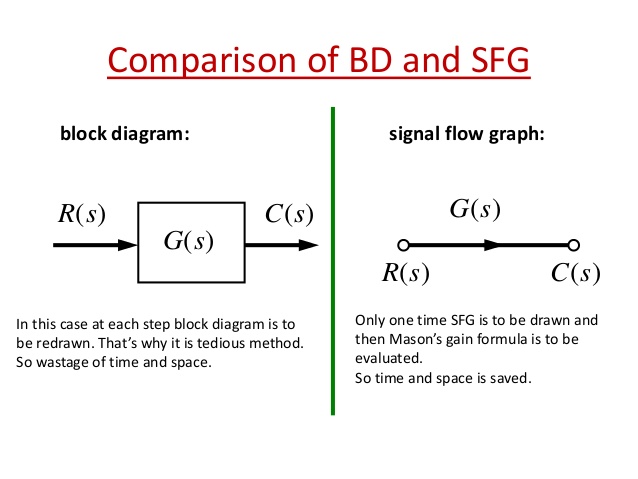 Comparison of BD and SFG
block diagram:
R(s)
G(s)
C(s)
In this case at each step block diagram is to
be redrawn. That’s why it is tedious method.
So wastage of time and space.
signal flow graph:
G(s)
R(s)
C(s)
Only one time SFG is to be drawn and
then Mason’s gain formula is to be
evaluated.
So time and space is saved.